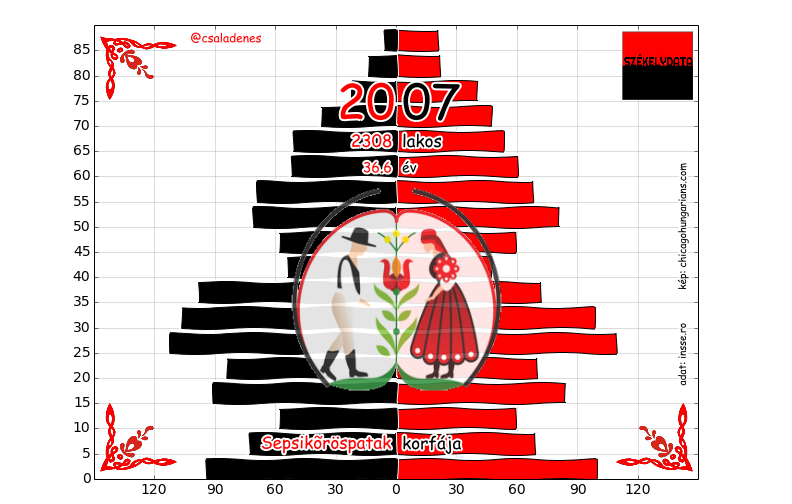 @csaladenes
SZÉKELYDATA
2007
2308 lakos
36.6 év
kép: chicagohungarians.com
adat: insse.ro
Sepsikőröspatak korfája
85
80
75
70
65
60
55
50
45
40
35
30
25
20
15
10
5
0
120 90 60 30 0 30 60 90 120